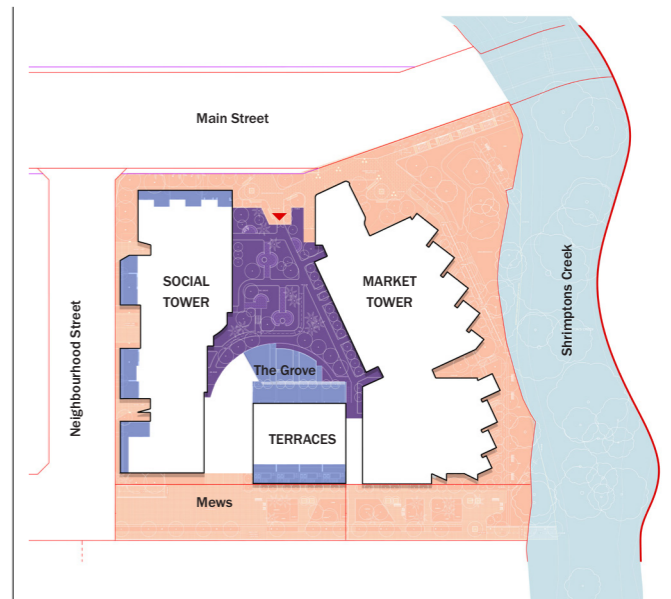 Main Street
SOCIAL
TOWER
MARKET
TOWER
Shrimptons Creek
Neighbourhood Street
The Grove
TERRACES
Mews